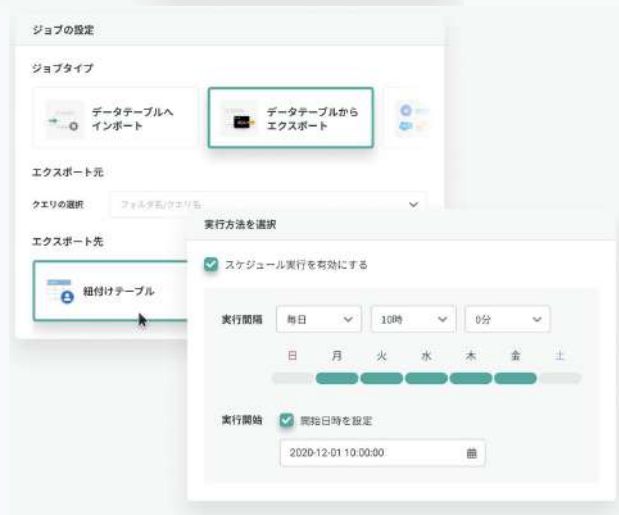 ジョブの設定
ジョブタイプ
データテーブルへ
インポート
データテーブルから
エクスポート
エクスポート元
クエリの選択
フォルダ名/クエリ名
エクスポート先
紐付けテーブル
実行方法を選択
スケジュール実行を有効にする
実行間隔 毎日 10時 0分
日 月 火 水 木 金 土
実行開始 開始日時を設定
2020-12-01 10:00:00